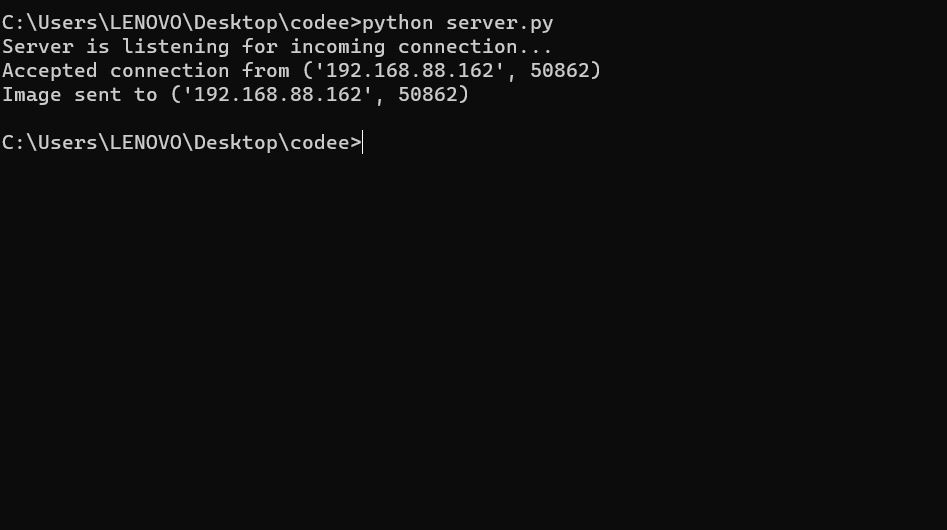 C:\Users\LENOVO\Desktop\codee>python server.py
Server is listening for incoming connection...
Accepted connection from ('192.168.88.162', 50862)
Image sent to ('192.168.88.162', 50862)
C:\Users\LENOVO\Desktop\codee>